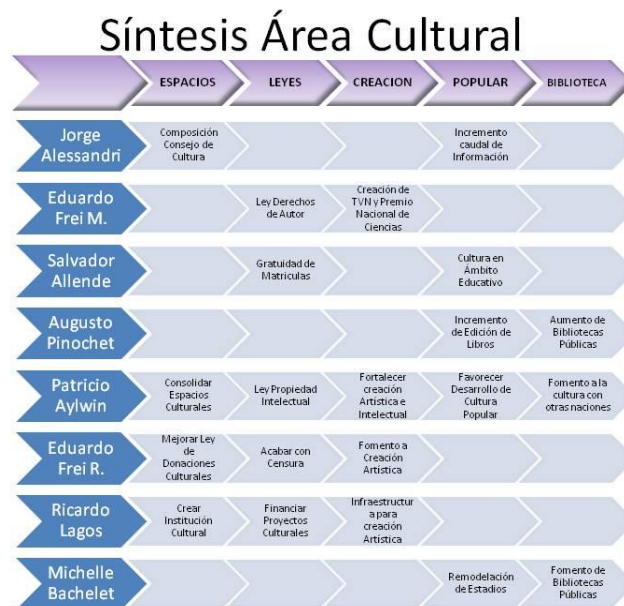 Síntesis Área Cultural
ESPACIOS LEYES CREACION POPULAR BIBLIOTECA
Jorge
Alessandri
Composición
Consejo de
Cultura
Incremento
caudal de
Información
Eduardo
Frei M.
Ley Derechos
de Autor
Creación de
TVN y Premio
Nacional de
Ciencias
Salvador
Allende
Gratuidad de
Matriculas
Cultura en
Ámbito
Educativo
Augusto
Pinochet
Incremento
de Edición de
Libros
Aumento de
Bibliotecas
Públicas
Patricio
Aylwin
Consolidar
Espacios
Culturales
Ley Propiedad
Intelectual
Fortalecer
creación
Artística e
Intelectual
Favorecer
Desarrollo de
Cultura
Popular
Fomento a la
cultura con
otras naciones
Eduardo
Frei R.
Mejorar Ley
de
Donaciones
Culturales
Acabar con
Censura
Fomento a
Creación
Artística
Ricardo
Lagos
Crear
Institución
Cultural
Financiar
Proyectos
Culturales
Infraestructur
a para
creación
Artística
Michelle
Bachelet
Remodelación
de Estadios
Fomento de
Bibliotecas
Públicas